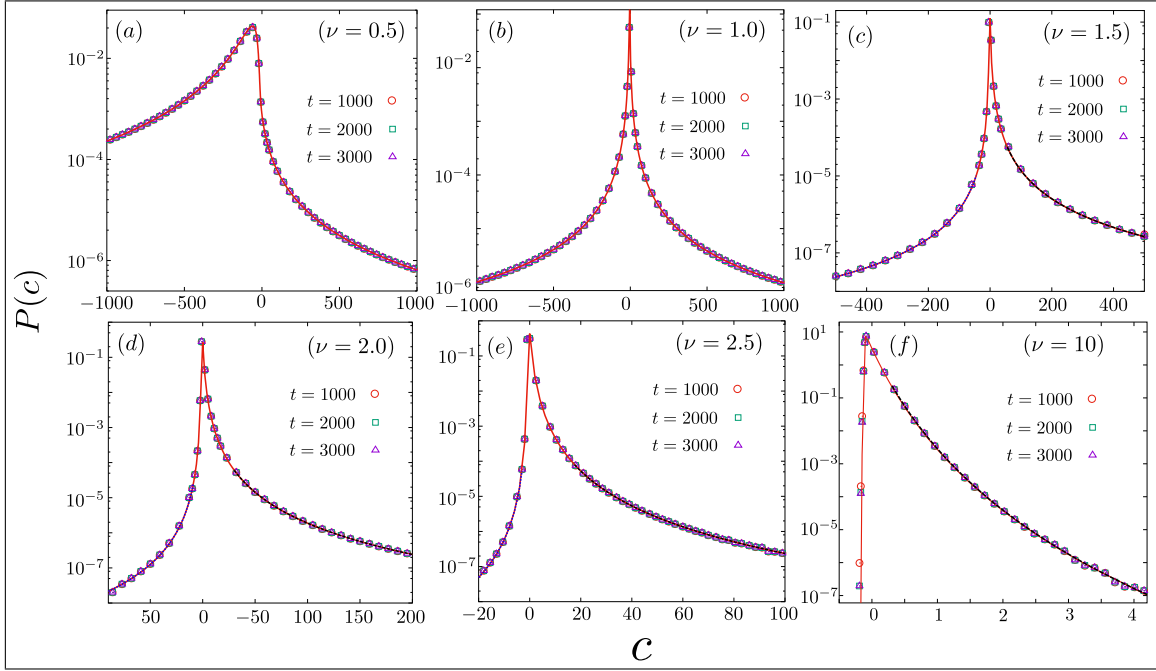 P(c)
(a) (ν = 0.5)
t = 1000
t = 2000
t = 3000
10⁻²
10⁻⁴
10⁻⁶
−1000 −500 0 500 1000
(b) (ν = 1.0)
t = 1000
t = 2000
t = 3000
10⁻²
10⁻⁴
10⁻⁶
−1000 −500 0 500 1000
(c) (ν = 1.5)
t = 1000
t = 2000
t = 3000
10⁻¹
10⁻³
10⁻⁵
10⁻⁷
−400 −200 0 200 400
(d) (ν = 2.0)
t = 1000
t = 2000
t = 3000
10⁻¹
10⁻³
10⁻⁵
10⁻⁷
50 0 −50 100 150 200
(e) (ν = 2.5)
t = 1000
t = 2000
t = 3000
10⁻¹
10⁻³
10⁻⁵
10⁻⁷
−20 0 20 40 60 80 100
(f) (ν = 10)
t = 1000
t = 2000
t = 3000
10¹
10⁻¹
10⁻³
10⁻⁵
10⁻⁷
0 1 2 3 4
c